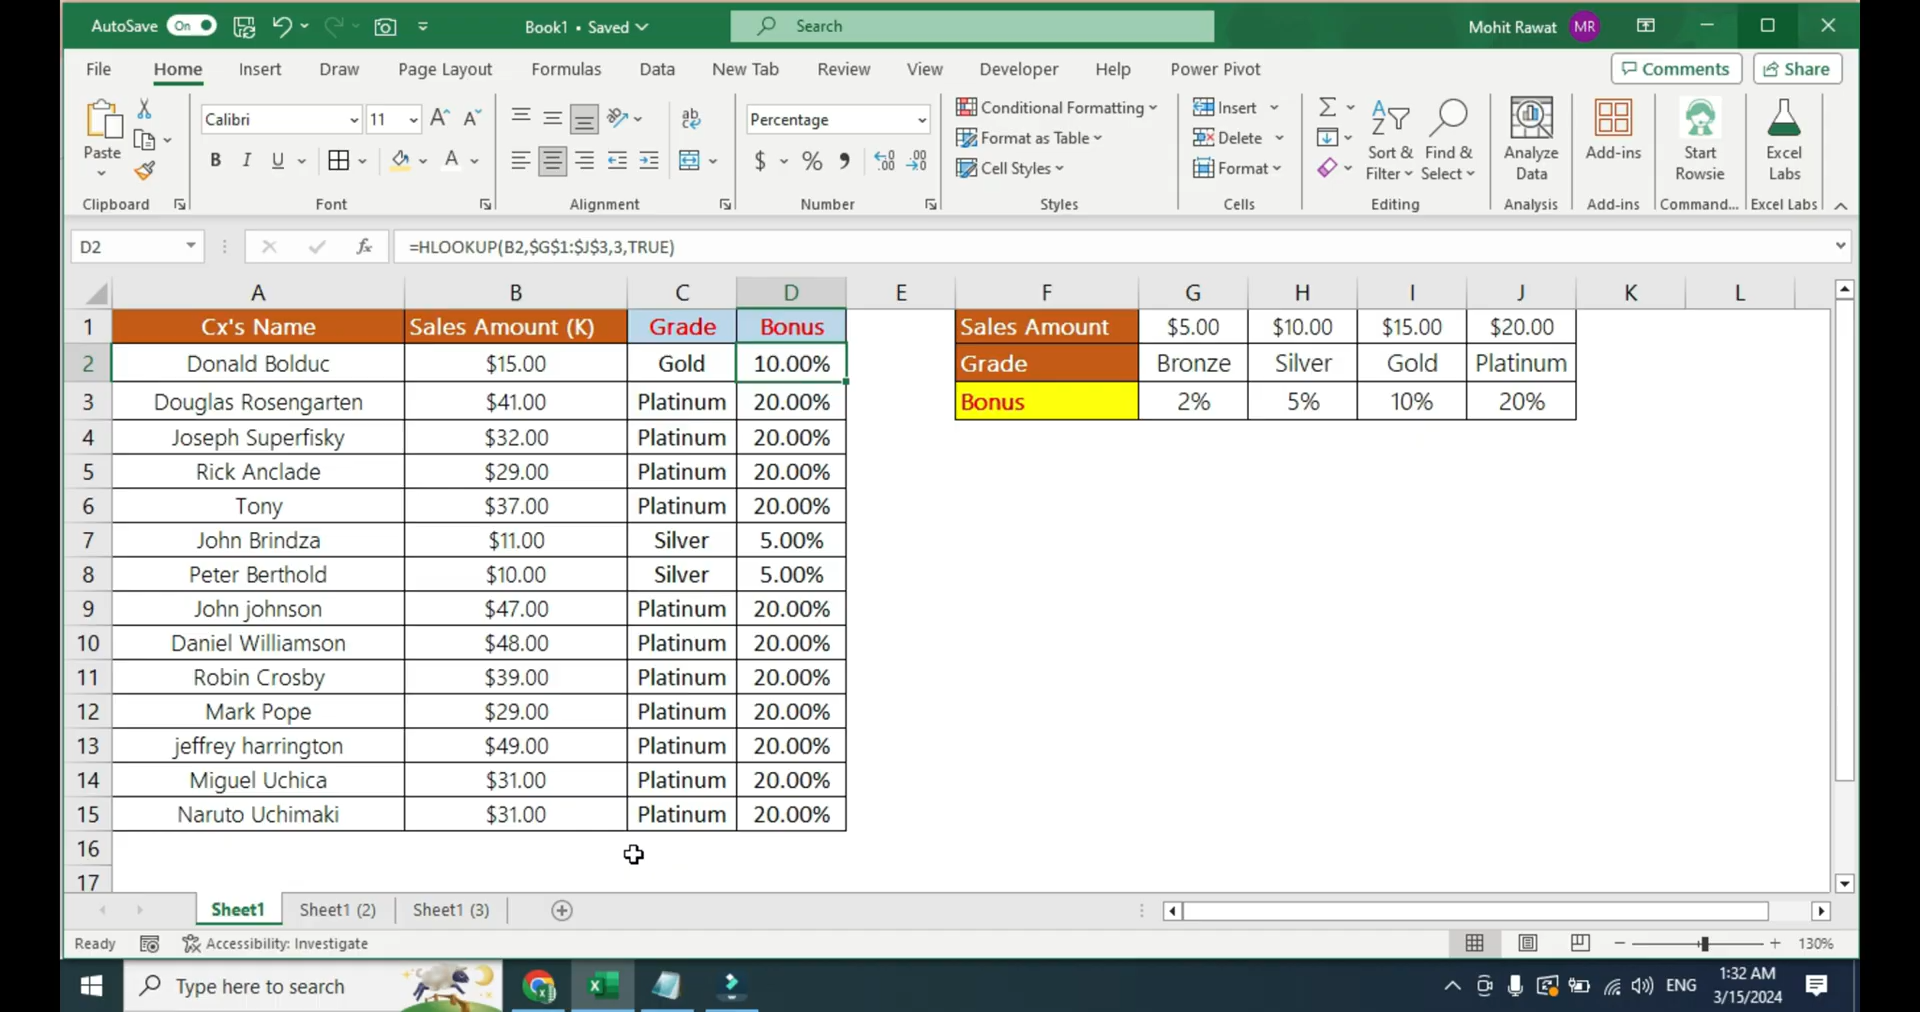 AutoSave On Book1 • Saved Search Mohit Rawat MR
File Home Insert Draw Page Layout Formulas Data New Tab Review View Developer Help Power Pivot Comments Share
Paste Calibri 11 Percentage Conditional Formatting Insert
Format as Table Delete
Cell Styles Format
Sort & Filter Find & Select Analyze Data Add-ins Start Rowsie Excel Labs
Clipboard Font Alignment Number Styles Cells Editing Analysis Add-ins Command... Excel Labs
D2 fx =HLOOKUP(B2,$G$1:$J$3,3,TRUE)
A B C D E F G H I J K L
1 Cx's Name Sales Amount (K) Grade Bonus Sales Amount $5.00 $10.00 $15.00 $20.00
2 Donald Bolduc $15.00 Gold 10.00% Grade Bronze Silver Gold Platinum
3 Douglas Rosengarten $41.00 Platinum 20.00% Bonus 2% 5% 10% 20%
4 Joseph Superfisky $32.00 Platinum 20.00%
5 Rick Anclade $29.00 Platinum 20.00%
6 Tony $37.00 Platinum 20.00%
7 John Brindza $11.00 Silver 5.00%
8 Peter Berthold $10.00 Silver 5.00%
9 John johnson $47.00 Platinum 20.00%
10 Daniel Williamson $48.00 Platinum 20.00%
11 Robin Crosby $39.00 Platinum 20.00%
12 Mark Pope $29.00 Platinum 20.00%
13 jeffrey harrington $49.00 Platinum 20.00%
14 Miguel Uchica $31.00 Platinum 20.00%
15 Naruto Uchimaki $31.00 Platinum 20.00%
16
17
Sheet1 Sheet1 (2) Sheet1 (3)
Ready Accessibility: Investigate 130%
Type here to search ENG 1:32 AM
3/15/2024